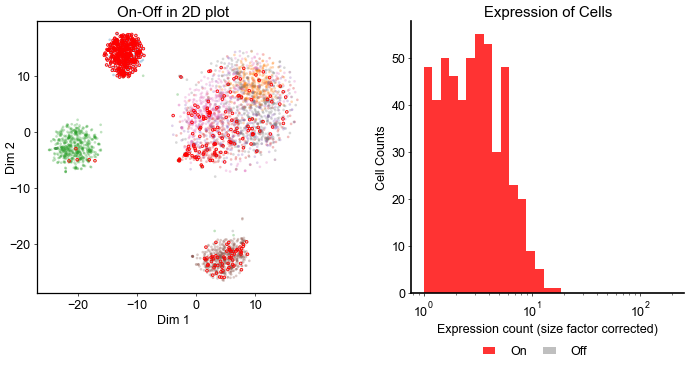 On-Off in 2D plot
10
0
−10
−20
Dim 2
−20
−10
0
10
Dim 1
Expression of Cells
50
40
30
20
10
0
Cell Counts
10^0
10^1
10^2
Expression count (size factor corrected)
On
Off